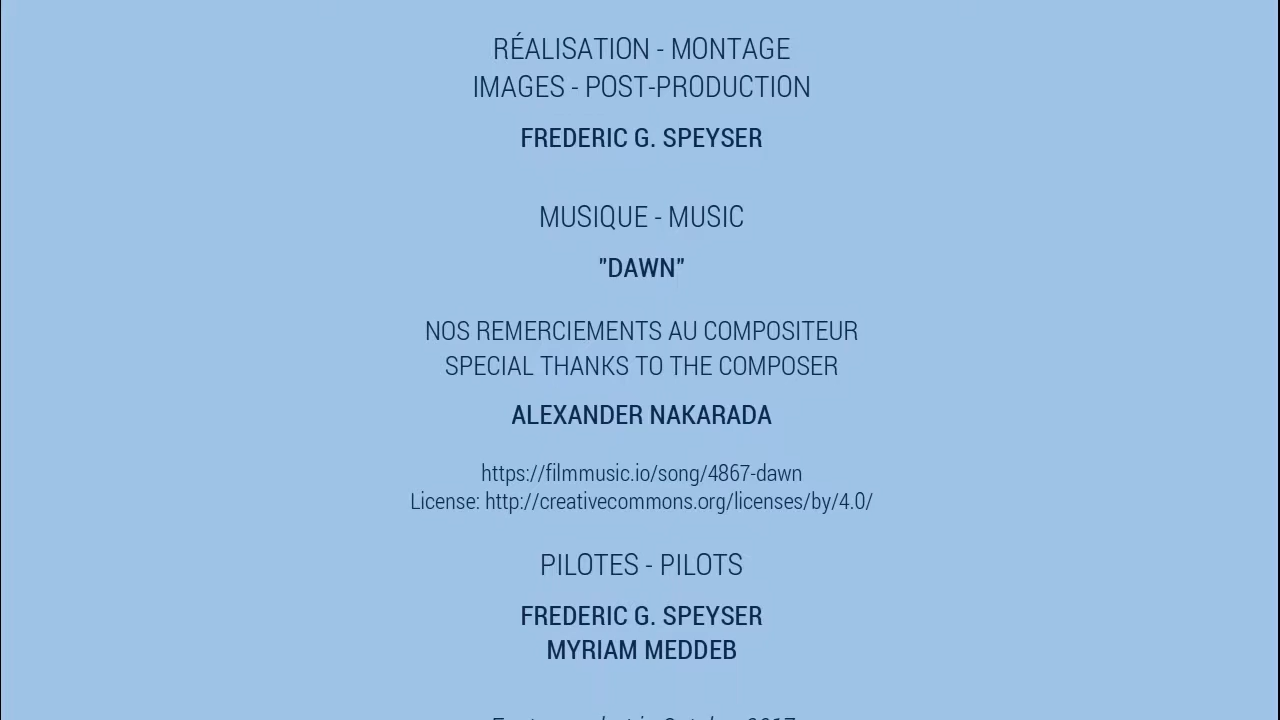 RÉALISATION - MONTAGE
IMAGES - POST-PRODUCTION
FREDERIC G. SPEYSER
MUSIQUE - MUSIC
"DAWN"
NOS REMERCIEMENTS AU COMPOSITEUR
SPECIAL THANKS TO THE COMPOSER
ALEXANDER NAKARADA
https://filmmusic.io/song/4867-dawn
License: http://creativecommons.org/licenses/by/4.0/
PILOTES - PILOTS
FREDERIC G. SPEYSER
MYRIAM MEDDEB